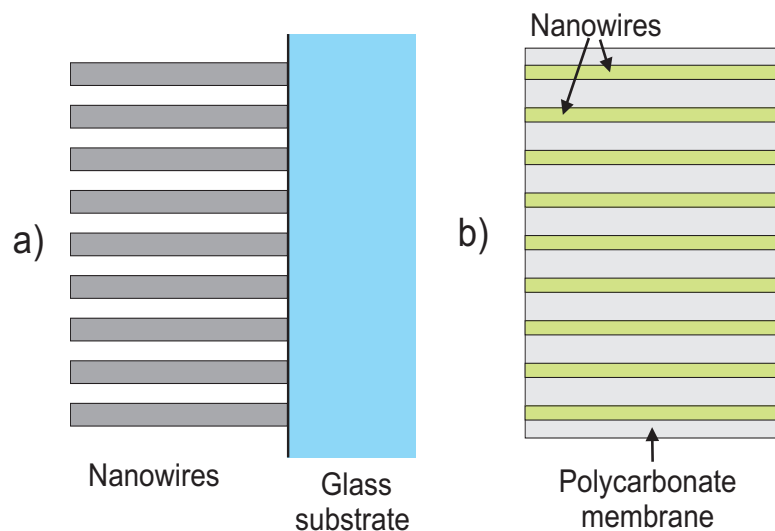 a)
Nanowires
Glass
substrate
Nanowires
b)
Polycarbonate
membrane